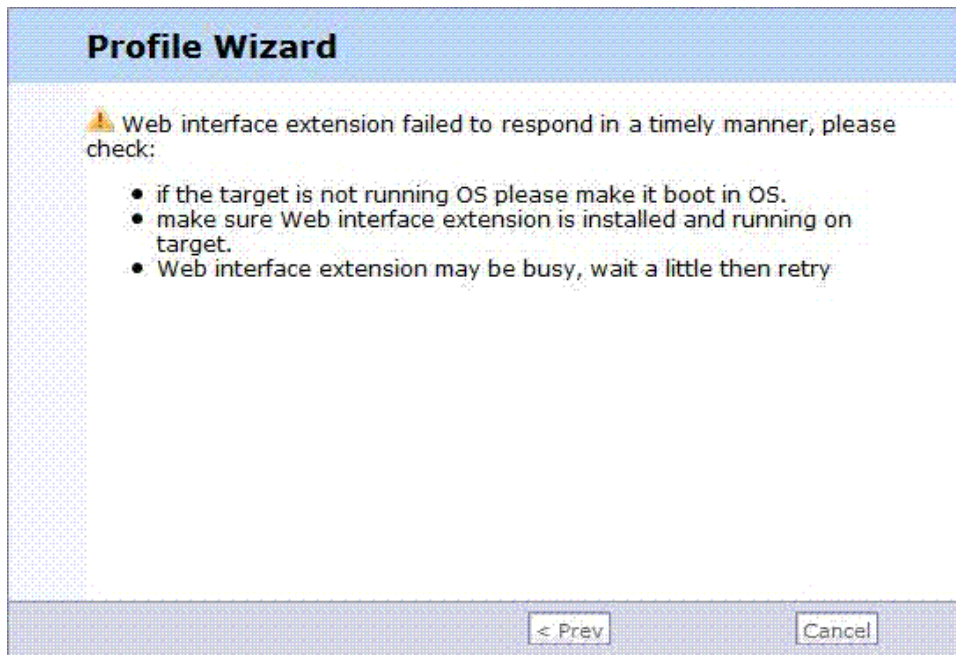 Profile Wizard
Web interface extension failed to respond in a timely manner, please
check:
• if the target is not running OS please make it boot in OS.
• make sure Web interface extension is installed and running on
target.
• Web interface extension may be busy, wait a little then retry
< Prev
Cancel